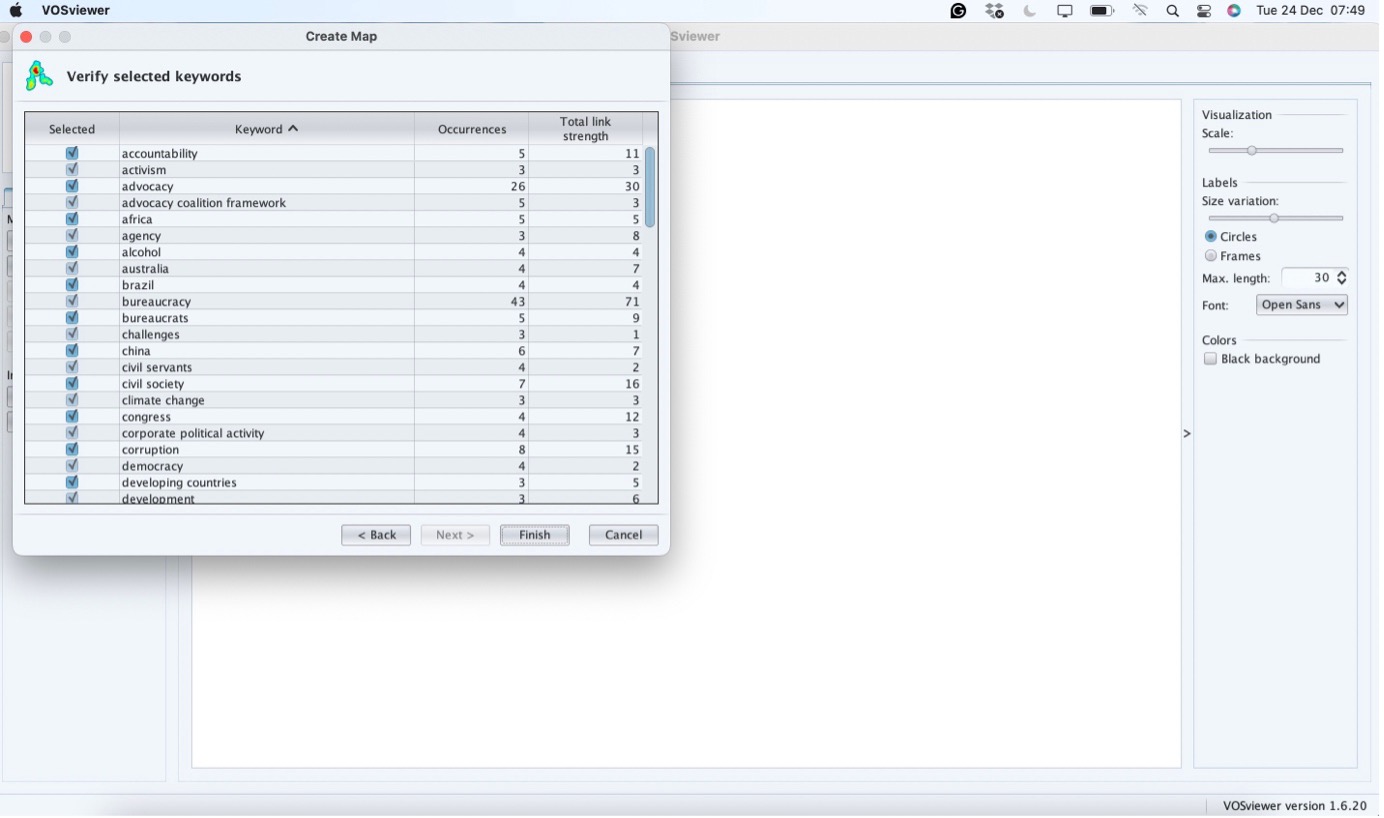 VOSviewer
Tue 24 Dec 07:49
Create Map
Sviewer
Verify selected keywords
Selected Keyword Occurrences Total link strength
accountability 5 11
activism 3 3
advocacy 26 30
advocacy coalition framework 5 3
africa 5 5
agency 3 8
alcohol 4 4
australia 4 7
brazil 4 4
bureaucracy 43 71
bureaucrats 5 9
challenges 3 1
china 6 7
civil servants 4 2
civil society 7 16
climate change 3 3
congress 4 12
corporate political activity 4 3
corruption 8 15
democracy 4 2
developing countries 3 5
development 3 6
< Back Next > Finish Cancel
Visualization
Scale:
Labels
Size variation:
Circles
Frames
Max. length: 30
Font: Open Sans
Colors
Black background
>
VOSviewer version 1.6.20